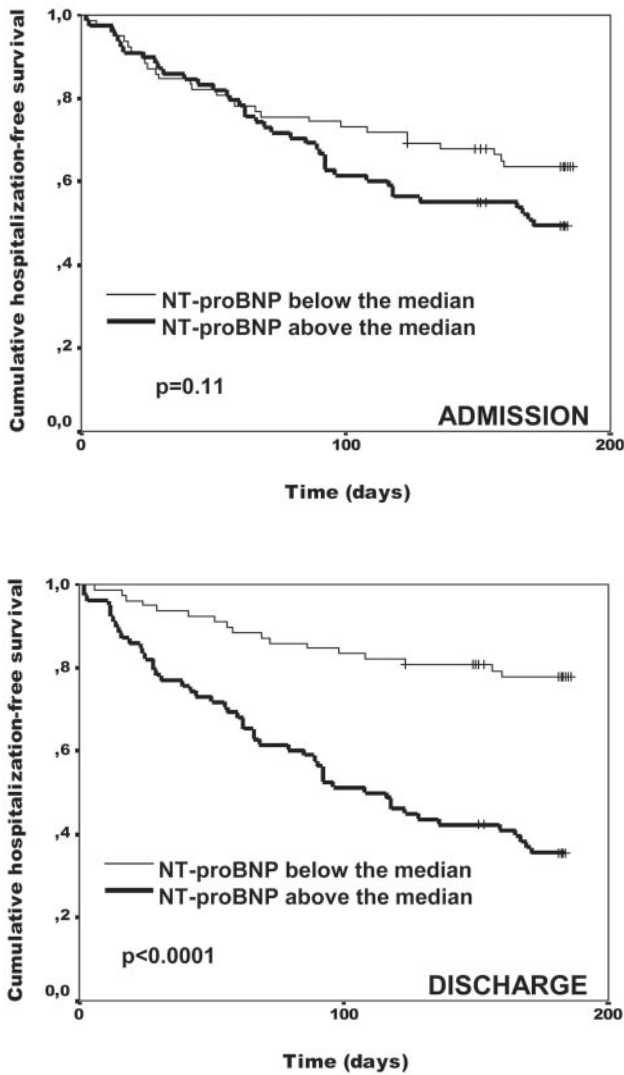 Cumulative hospitalization-free survival
1,0
,8
,6
,4
,2
0,0
NT-proBNP below the median
NT-proBNP above the median
p=0.11
ADMISSION
0
100
200
Time (days)
Cumulative hospitalization-free survival
1,0
,8
,6
,4
,2
0,0
NT-proBNP below the median
NT-proBNP above the median
p<0.0001
DISCHARGE
0
100
200
Time (days)